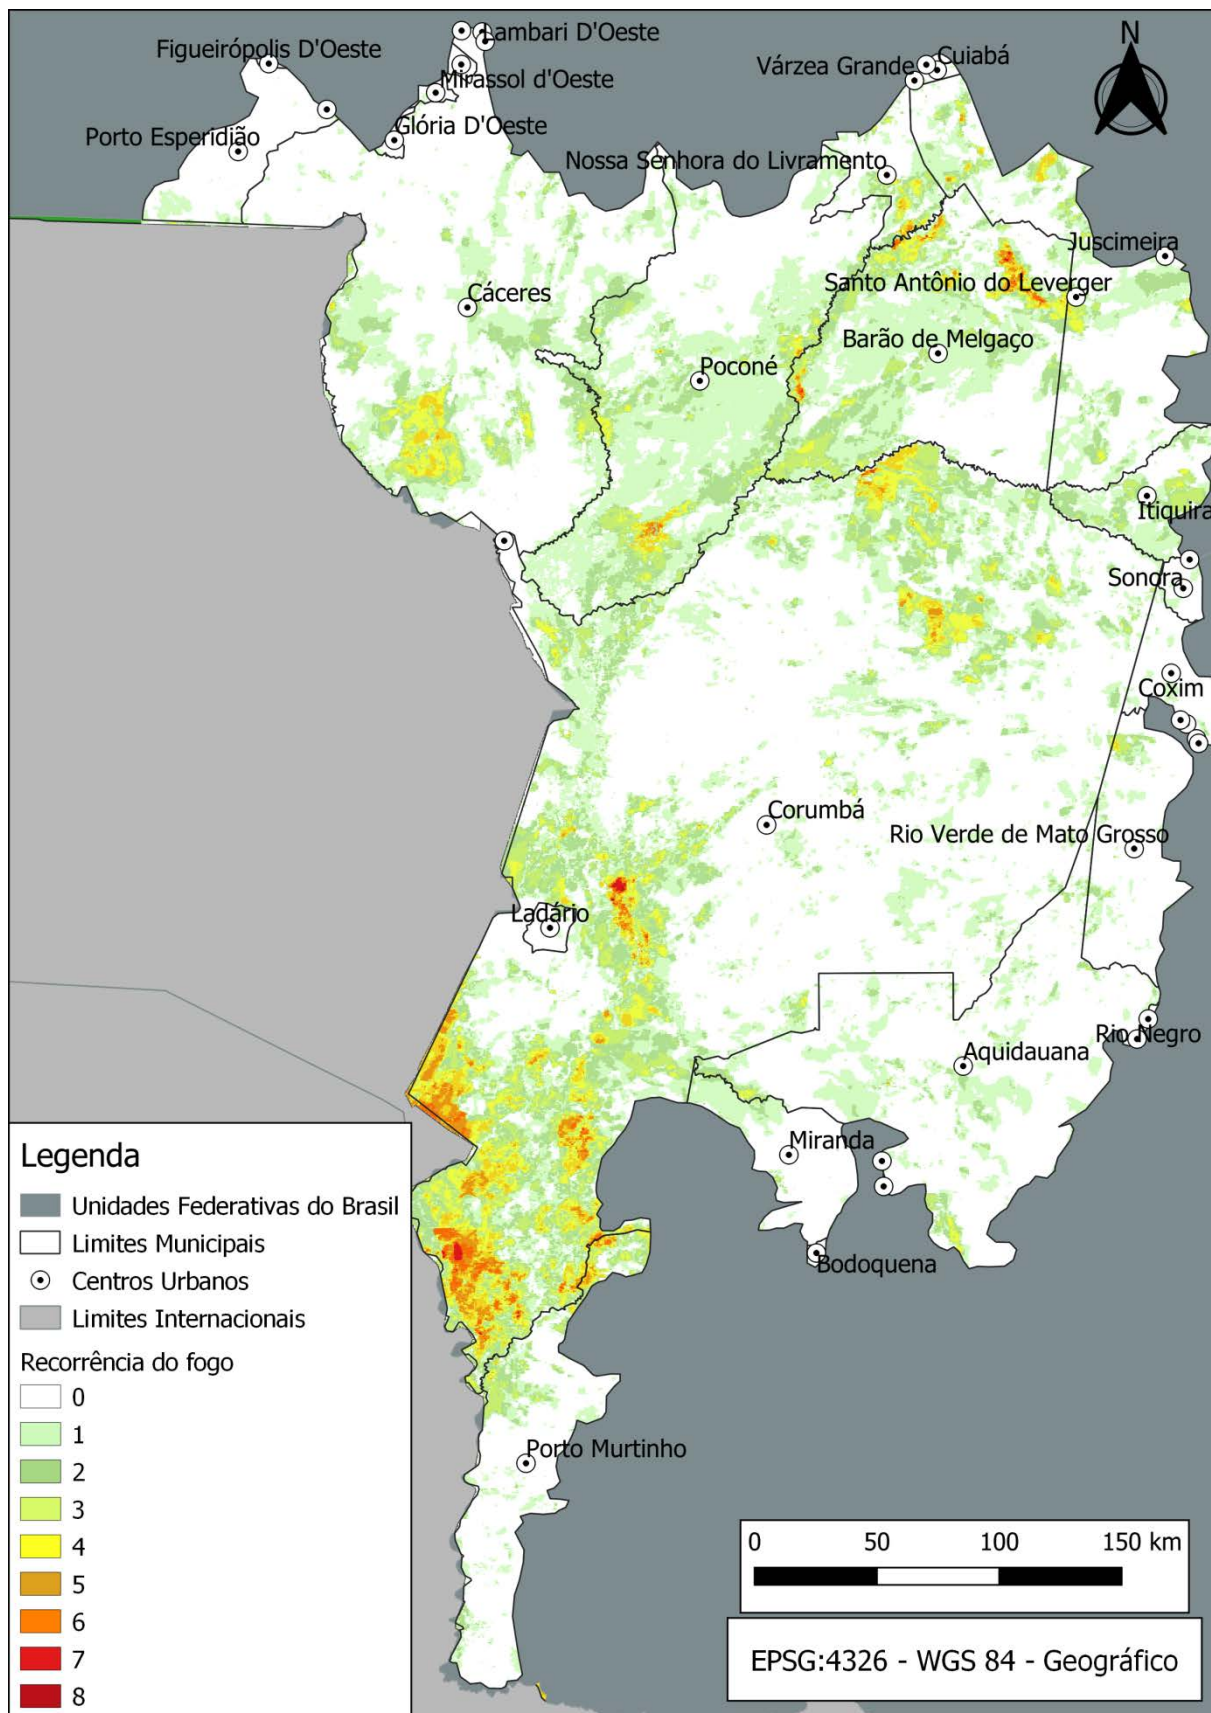 N
Lambari D'Oeste
Figueirópolis D'Oeste
Cuiabá
Várzea Grande
Mirassol d'Oeste
Glória D'Oeste
Porto Esperidião
Nossa Senhora do Livramento
Juscimeira
Santo Antônio do Leverger
Cáceres
Barão de Melgaço
Poconé
Itiquira
Sonora
Coxim
Corumbá
Rio Verde de Mato Grosso
Ladário
Rio Negro
Aquidauana
Miranda
Bodoquena
Porto Murtinho
Legenda
Unidades Federativas do Brasil
Limites Municipais
Centros Urbanos
Limites Internacionais
Recorrência do fogo
0
1
2
3
4
5
6
7
8
0 50 100 150 km
EPSG:4326 - WGS 84 - Geográfico